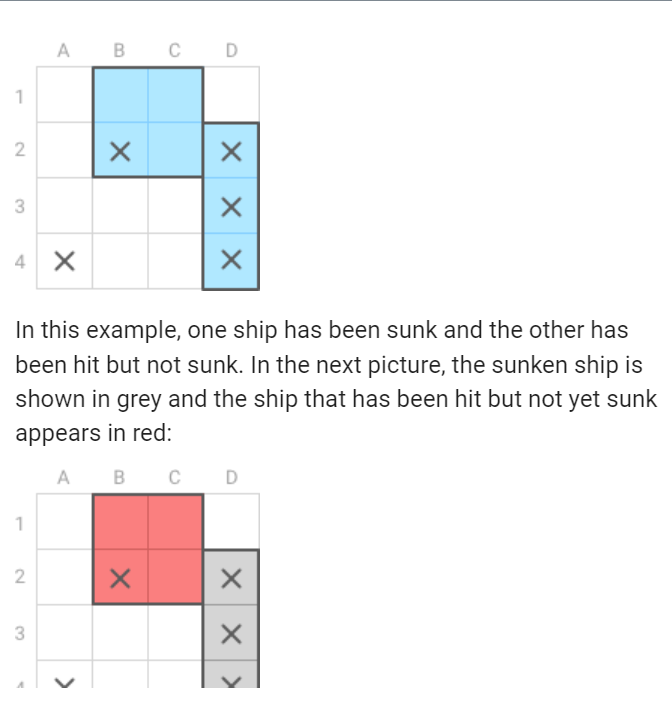 A B C D
1
2
3
4
In this example, one ship has been sunk and the other has
been hit but not sunk. In the next picture, the sunken ship is
shown in grey and the ship that has been hit but not yet sunk
appears in red:
A B C D
1
2
3
4